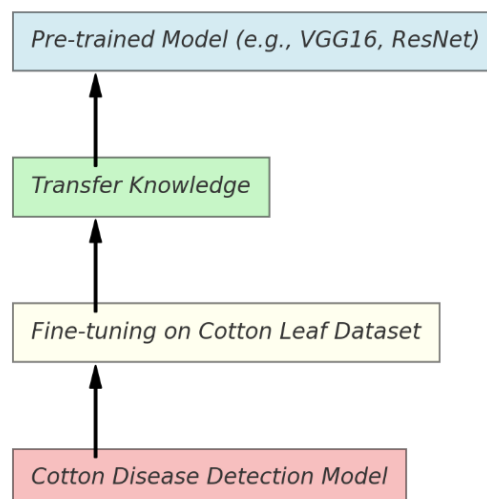 Pre-trained Model (e.g., VGG16, ResNet)
Transfer Knowledge
Fine-tuning on Cotton Leaf Dataset
Cotton Disease Detection Model